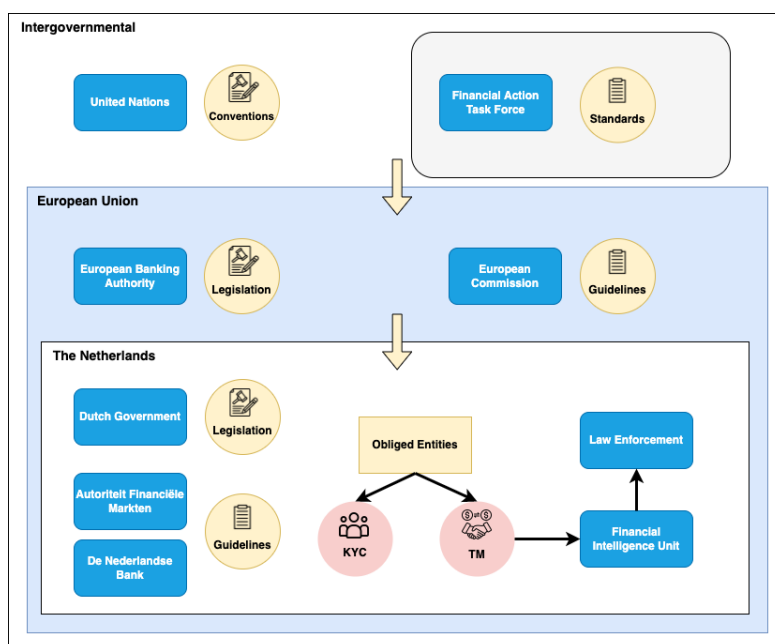 Intergovernmental
United Nations
Conventions
Financial Action
Task Force
Standards
European Union
European Banking
Authority
Legislation
European
Commission
Guidelines
The Netherlands
Dutch Government
Legislation
Obliged Entities
Law Enforcement
Autoriteit Financiële
Markten
Guidelines
De Nederlandse
Bank
KYC
TM
Financial
Intelligence Unit